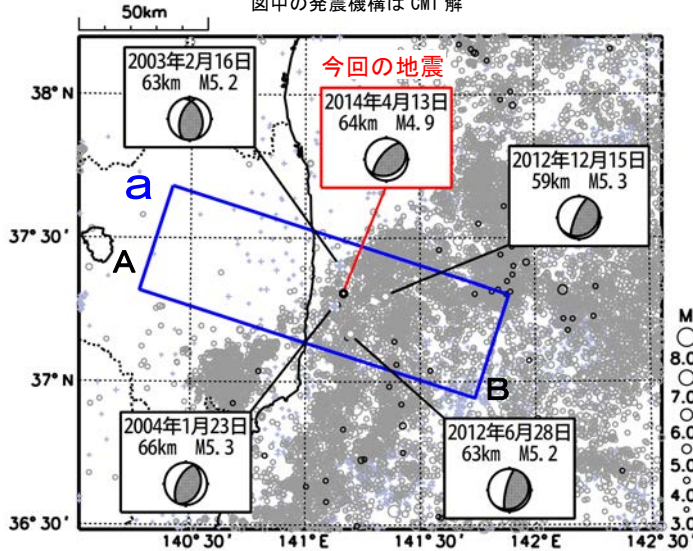 50km
図中の発震機構は CMT 解
2003年2月16日
63km M5.2
今回の地震
2014年4月13日
64km M4.9
2012年12月15日
59km M5.3
38° N
a
37° 30'
A
37° N
B
2004年1月23日
66km M5.3
2012年6月28日
63km M5.2
36° 30'
M
8.0
7.0
6.0
5.0
4.0
3.0
140° 30'
141° E
141° 30'
142° E
142° 30'